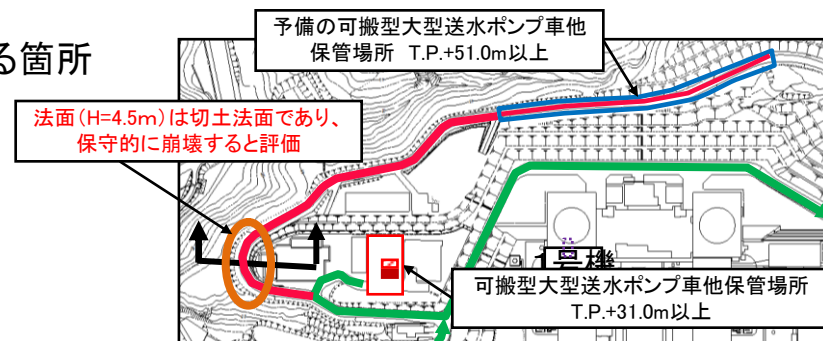 る箇所
予備の可搬型大型送水ポンプ車他
保管場所 T.P.+51.0m以上
法面(H=4.5m)は切土法面であり、
保守的に崩壊すると評価
1号機
可搬型大型送水ポンプ車他保管場所
T.P.+31.0m以上